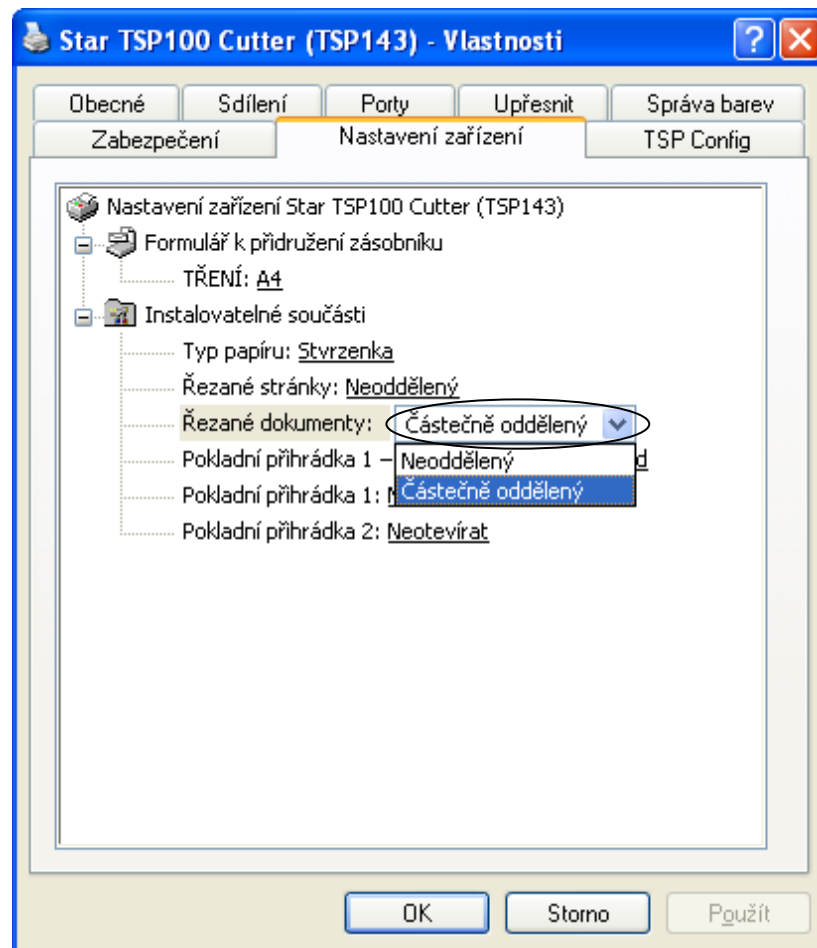 Star TSP100 Cutter (TSP143) - Vlastnosti
Obecné Sdílení Porty Upřesnit Správa barev
Zabezpečení Nastavení zařízení TSP Config
Nastavení zařízení Star TSP100 Cutter (TSP143)
Formulář k přidružení zásobníku
TŘENÍ: A4
Instalovatelné součásti
Typ papíru: Stvrzenka
Řezané stránky: Neoddělený
Řezané dokumenty: Částečně oddělený
Pokladní přihrádka 1 –
Neoddělený
Pokladní přihrádka 1:
Částečně oddělený
Pokladní přihrádka 2: Neotevírat
OK Storno Použít